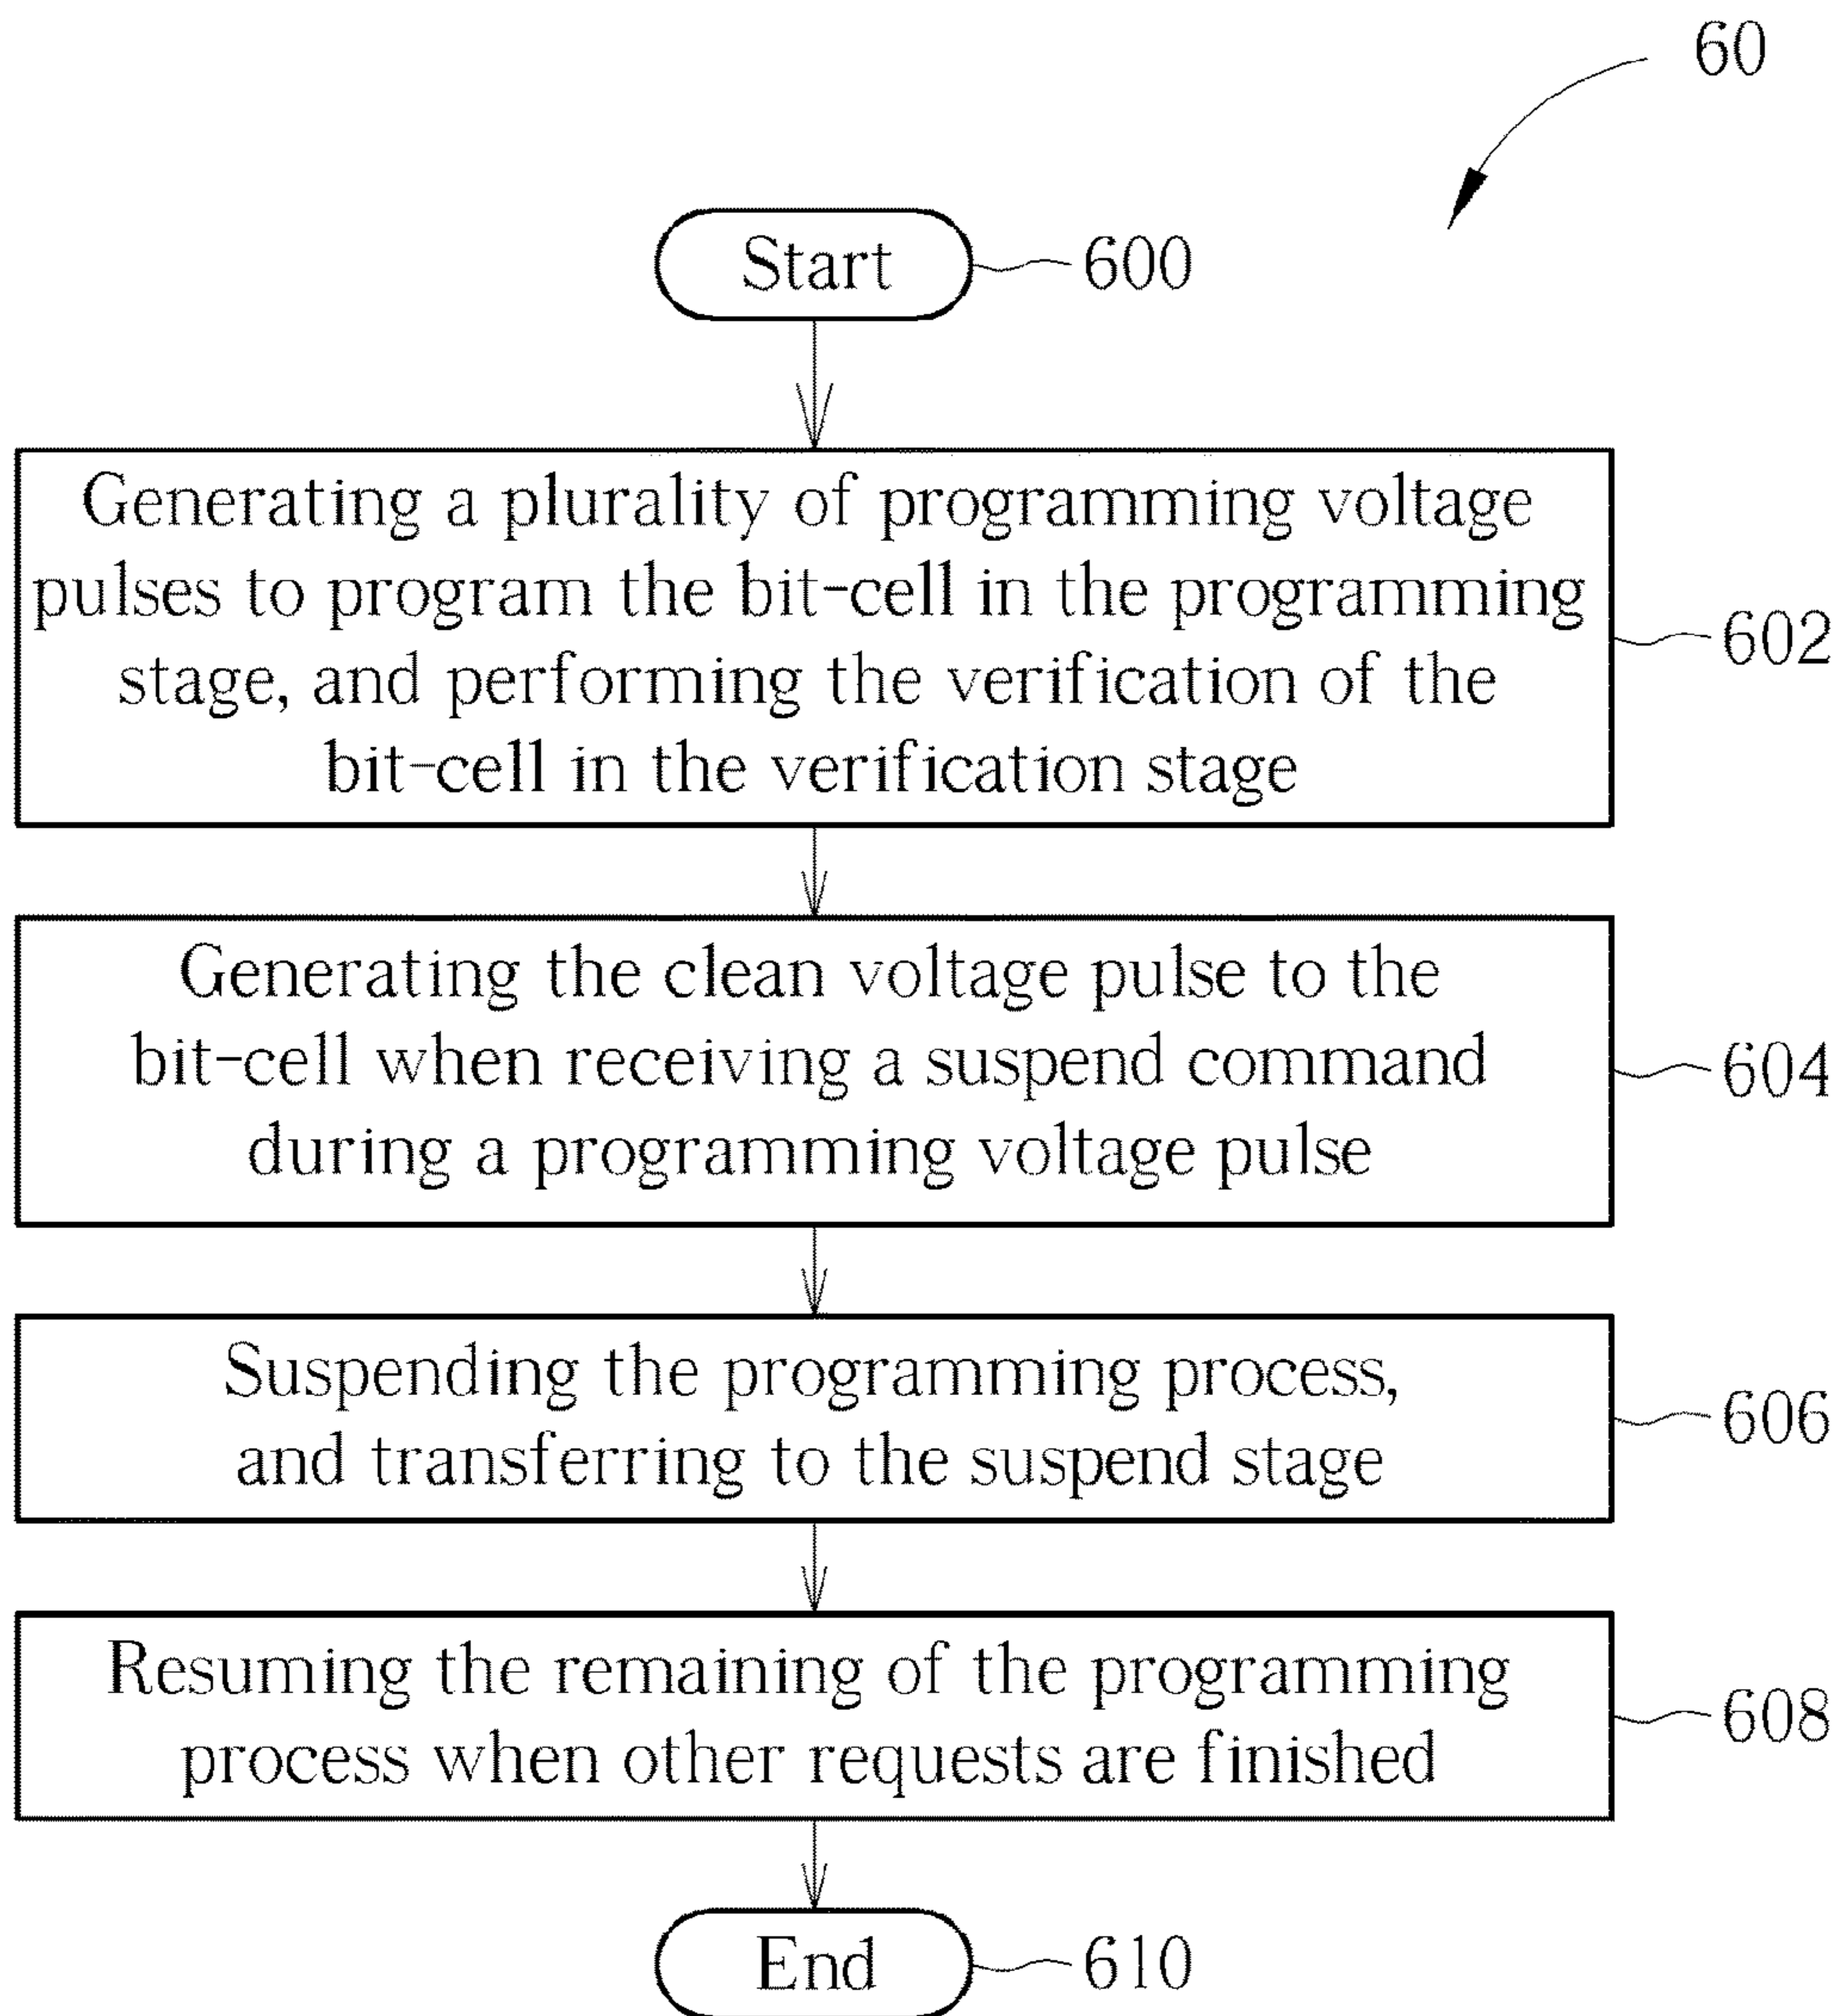 60
Start
600
Generating a plurality of programming voltage
pulses to program the bit-cell in the programming
stage, and performing the verification of the
bit-cell in the verification stage
602
Generating the clean voltage pulse to the
bit-cell when receiving a suspend command
during a programming voltage pulse
604
Suspending the programming process,
and transferring to the suspend stage
606
Resuming the remaining of the programming
process when other requests are finished
608
End
610